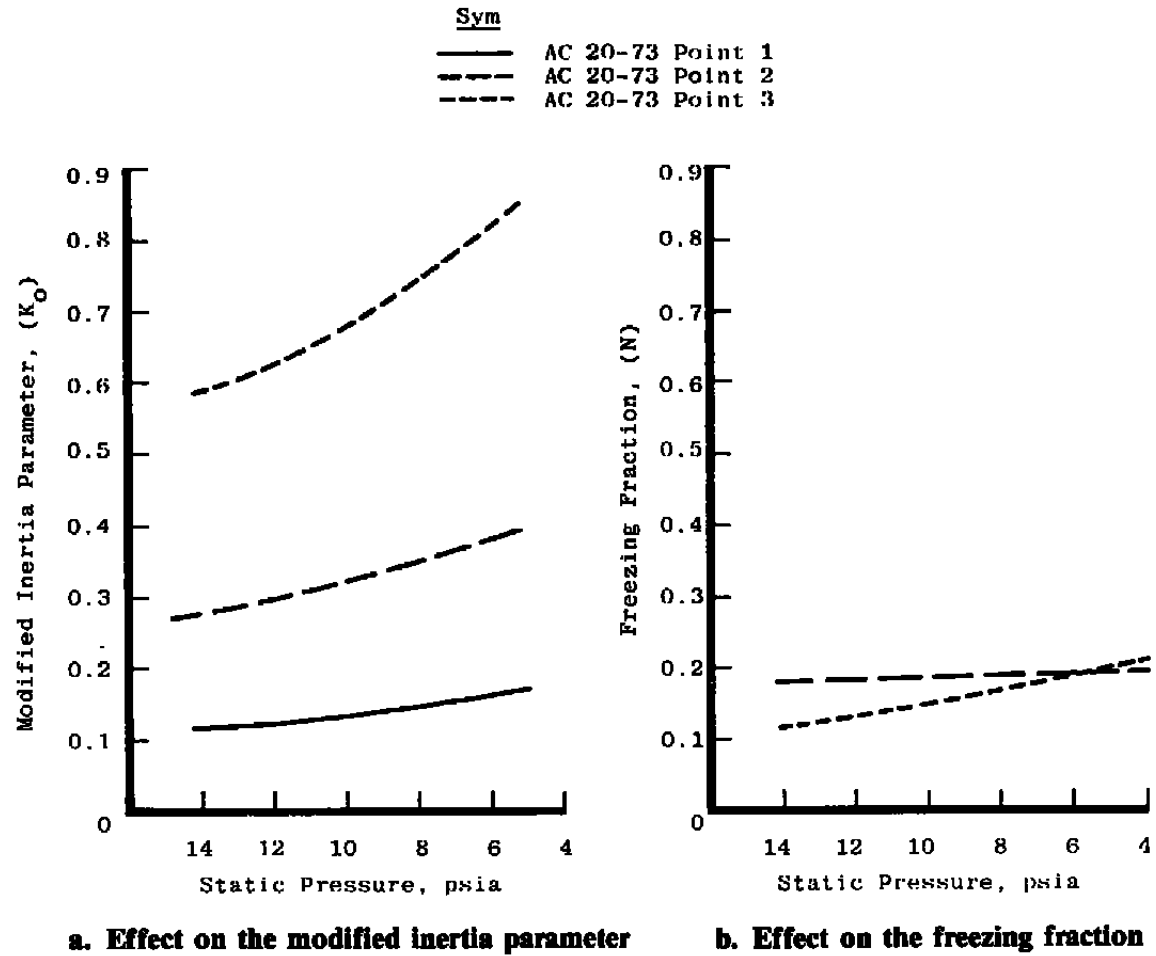 Sym
AC 20-73 Point 1
AC 20-73 Point 2
AC 20-73 Point 3
Modified Inertia Parameter, (KO)
0.9
0.8
0.7
0.6
0.5
0.4
0.3
0.2
0.1
0
14 12 10 8 6 4
Static Pressure, psia
a. Effect on the modified inertia parameter
Freezing Fraction, (N)
0.9
0.8
0.7
0.6
0.5
0.4
0.3
0.2
0.1
0
14 12 10 8 6 4
Static Pressure, psia
b. Effect on the freezing fraction